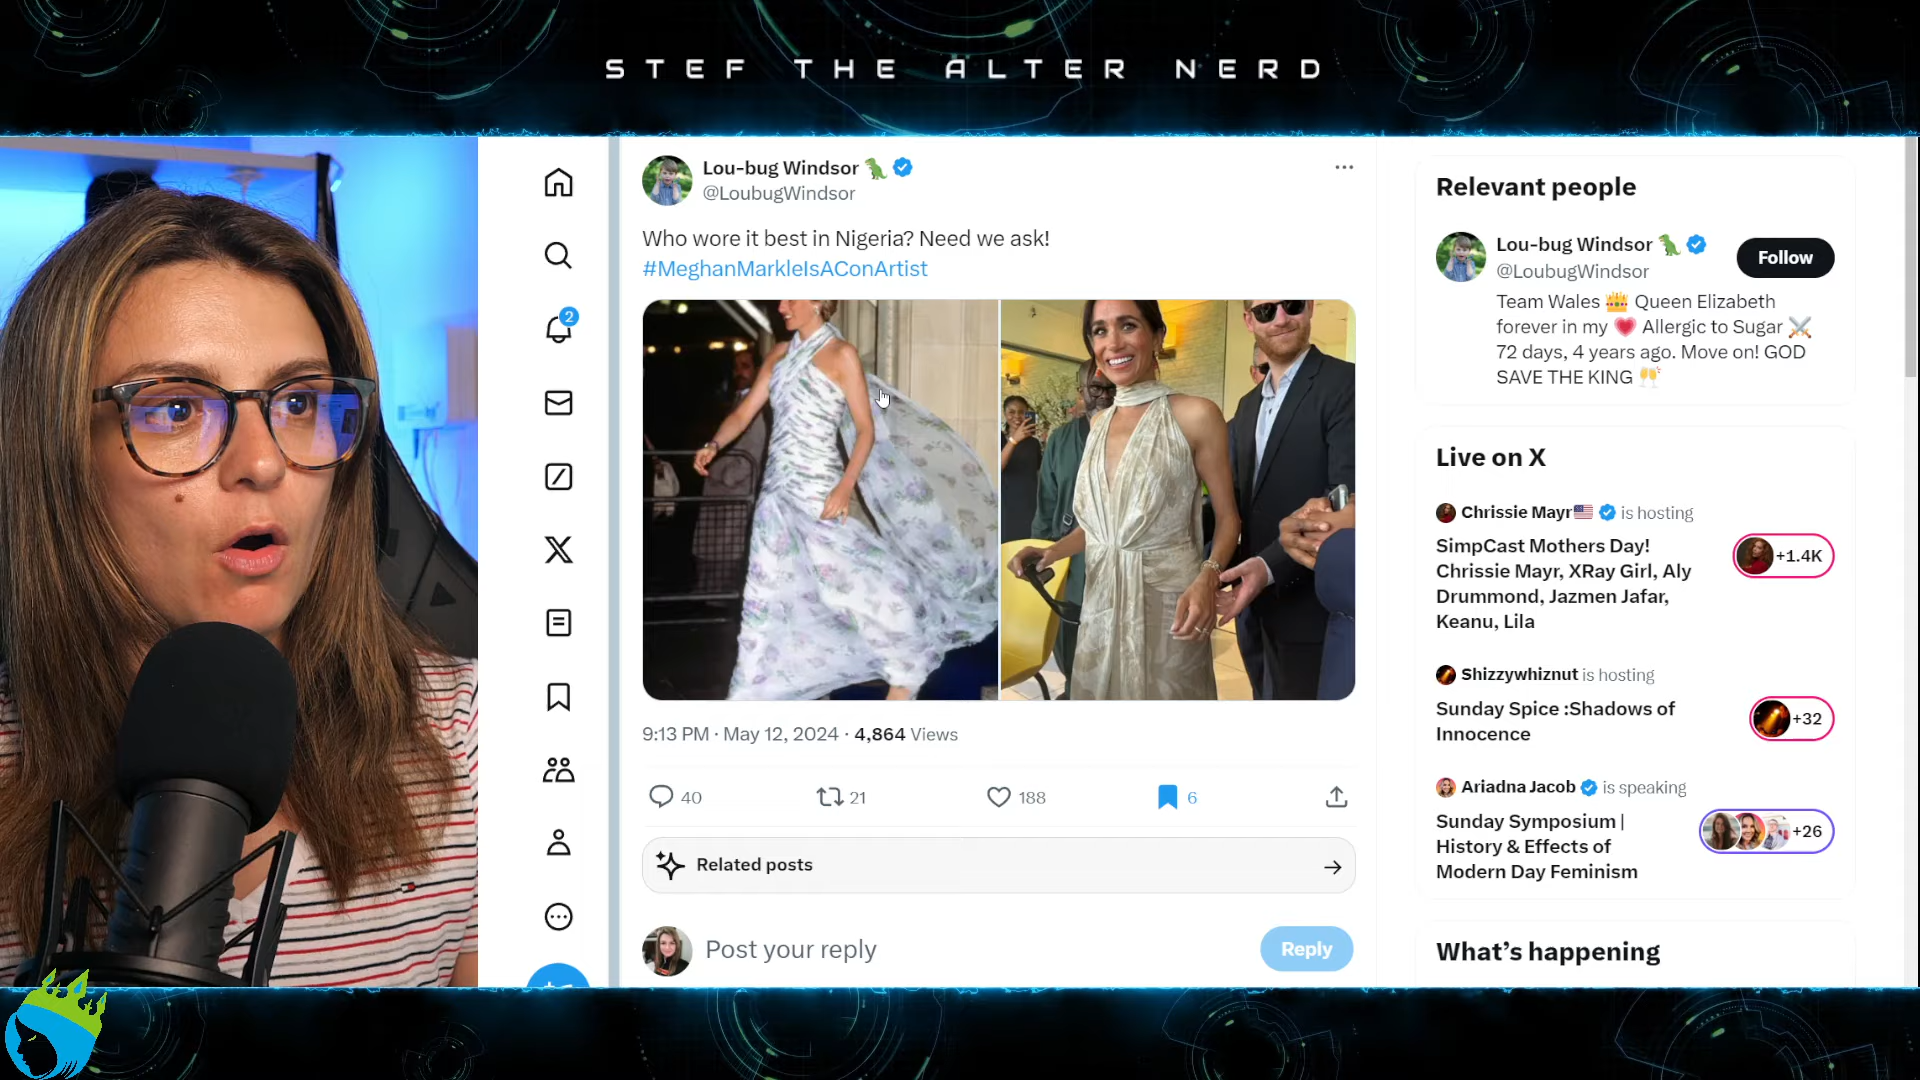 STEF THE ALTER NERD
Lou-bug Windsor 🦖
@LoubugWindsor
Who wore it best in Nigeria? Need we ask!
#MeghanMarkleIsAConArtist
9:13 PM · May 12, 2024 · 4,864 Views
40
21
188
6
Related posts
Post your reply
Reply
2
Relevant people
Lou-bug Windsor 🦖
@LoubugWindsor
Follow
Team Wales 👑 Queen Elizabeth
forever in my 💗 Allergic to Sugar ⚔️
72 days, 4 years ago. Move on! GOD
SAVE THE KING 🥂
Live on X
Chrissie Mayr🇺🇸 is hosting
SimpCast Mothers Day!
Chrissie Mayr, XRay Girl, Aly
Drummond, Jazmen Jafar,
Keanu, Lila
+1.4K
Shizzywhiznut is hosting
Sunday Spice :Shadows of
Innocence
+32
Ariadna Jacob is speaking
Sunday Symposium |
History & Effects of
Modern Day Feminism
+26
What's happening